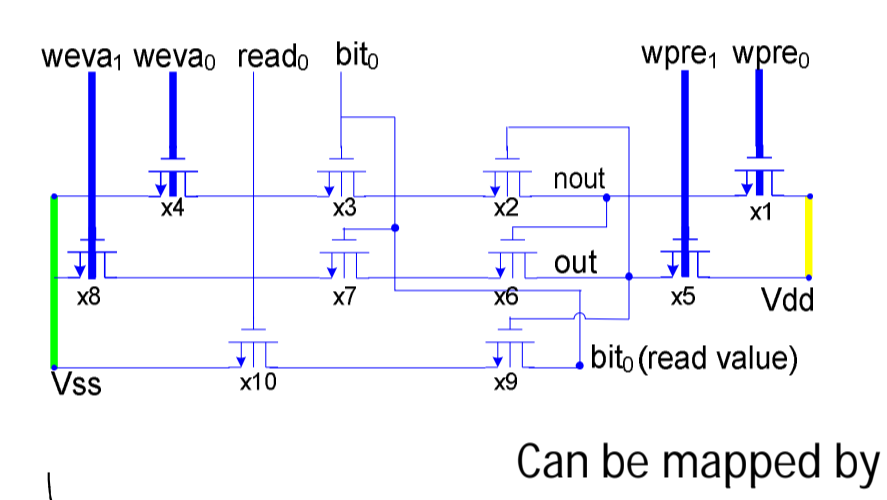 weva₁ weva₀ read₀ bit₀ wpre₁ wpre₀
nout
x4 x3 x2 x1
out
x8 x7 x6 x5 Vdd
bit₀ (read value)
Vss x10 x9
Can be mapped by